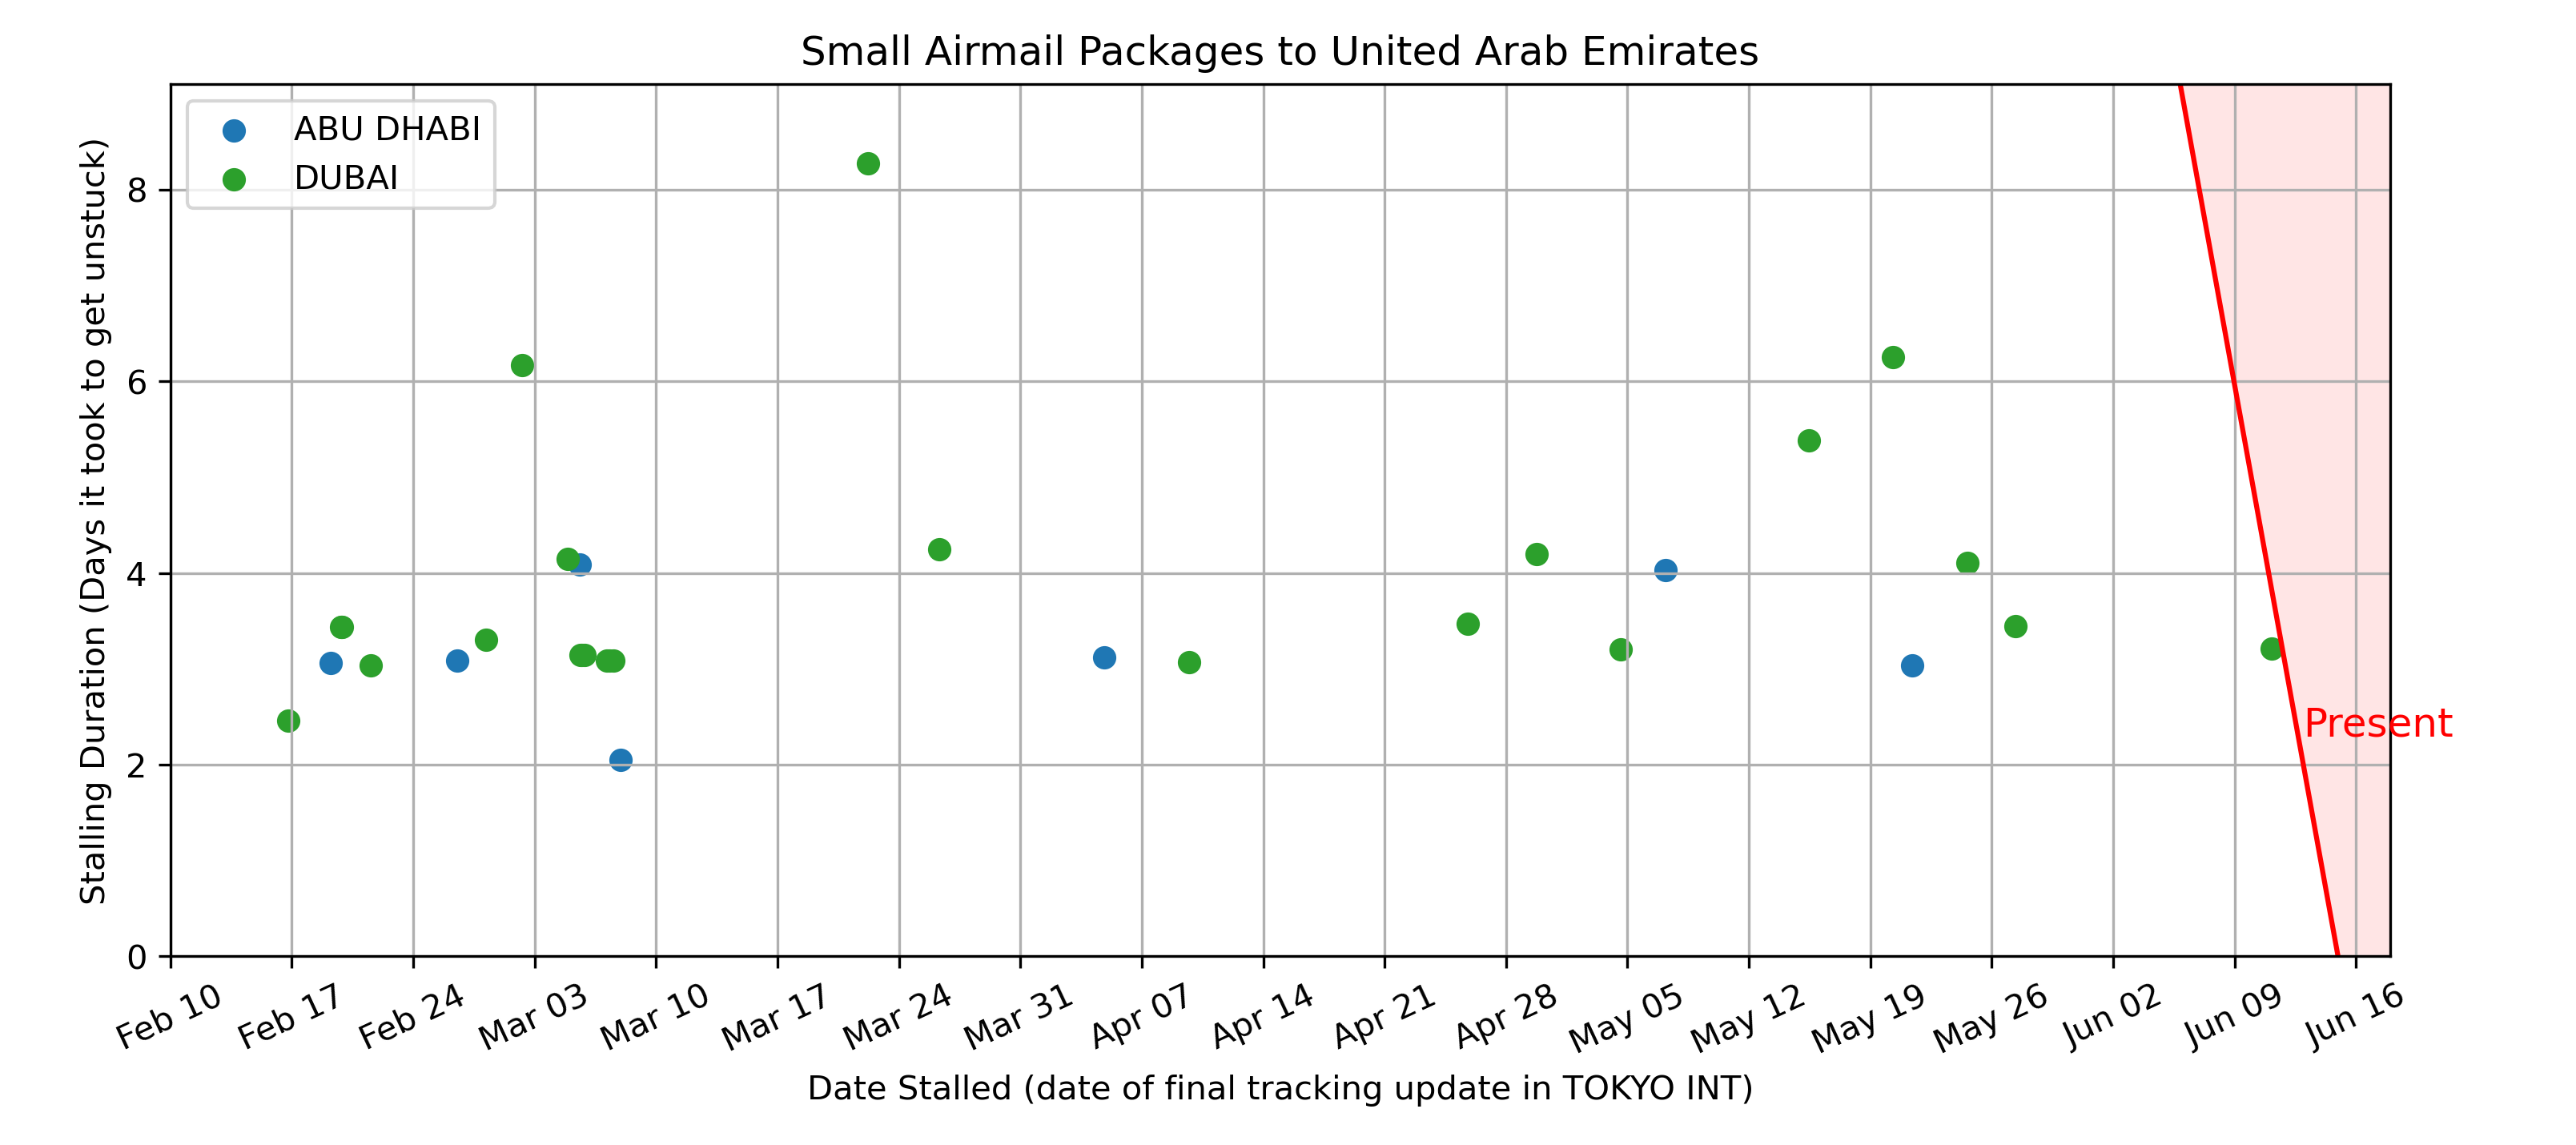 Small Airmail Packages to United Arab Emirates
ABU DHABI
DUBAI
Stalling Duration (Days it took to get unstuck)
8
6
4
2
0
Present
Feb 10
Feb 17
Feb 24
Mar 03
Mar 10
Mar 17
Mar 24
Mar 31
Apr 07
Apr 14
Apr 21
Apr 28
May 05
May 12
May 19
May 26
Jun 02
Jun 09
Jun 16
Date Stalled (date of final tracking update in TOKYO INT)